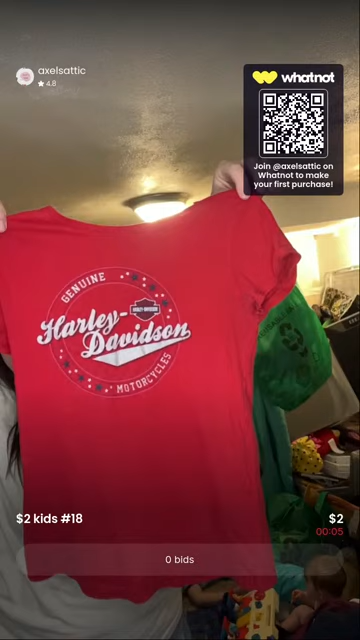 axelsattic
★ 4.8
whatnot
Join @axelsattic on
Whatnot to make
your first purchase!
GENUINE
Harley-
Davidson
MOTORCYCLES
$2 kids #18
$2
00:05
0 bids